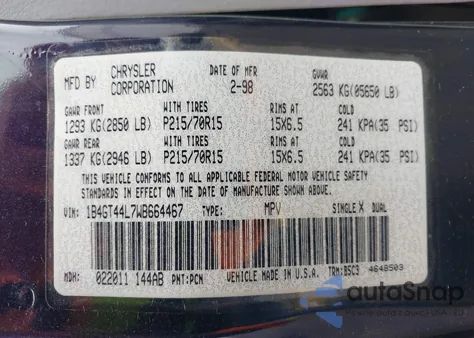 MFD BY CHRYSLER CORPORATION DATE OF MFR 2-98 GVWR 2563 KG(05650 LB)
GAWR FRONT WITH TIRES RIMS AT COLD
1293 KG(2850 LB) P215/70R15 15X6.5 241 KPA(35 PSI)
GAWR REAR WITH TIRES RIMS AT COLD
1337 KG(2946 LB) P215/70R15 15X6.5 241 KPA(35 PSI)
THIS VEHICLE CONFORMS TO ALL APPLICABLE FEDERAL MOTOR VEHICLE SAFETY
STANDARDS IN EFFECT ON THE DATE OF MANUFACTURE SHOWN ABOVE.
VIN: 1B4GT44L7WB664467 TYPE: MPV SINGLE X DUAL
MDH: 022011 144AB PNT:PCN VEHICLE MADE IN U.S.A. TRM:B5C3 4648503
autoSnap